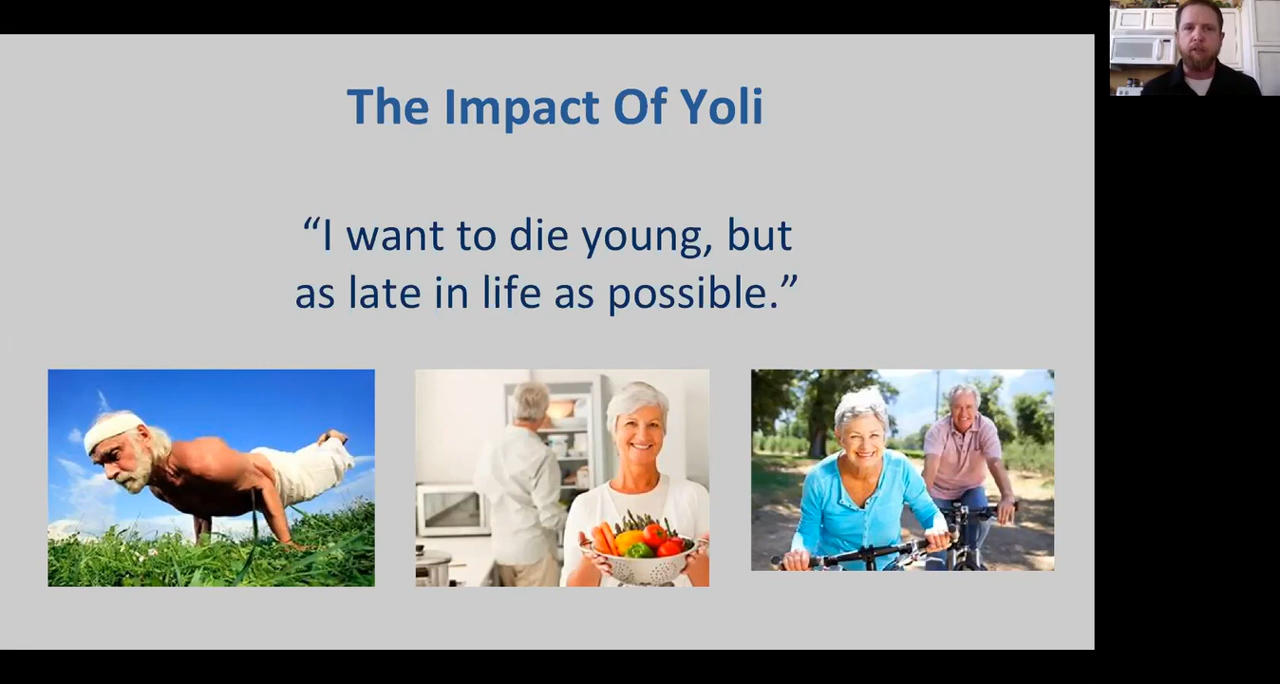 The Impact Of Yoli
“I want to die young, but
as late in life as possible.”